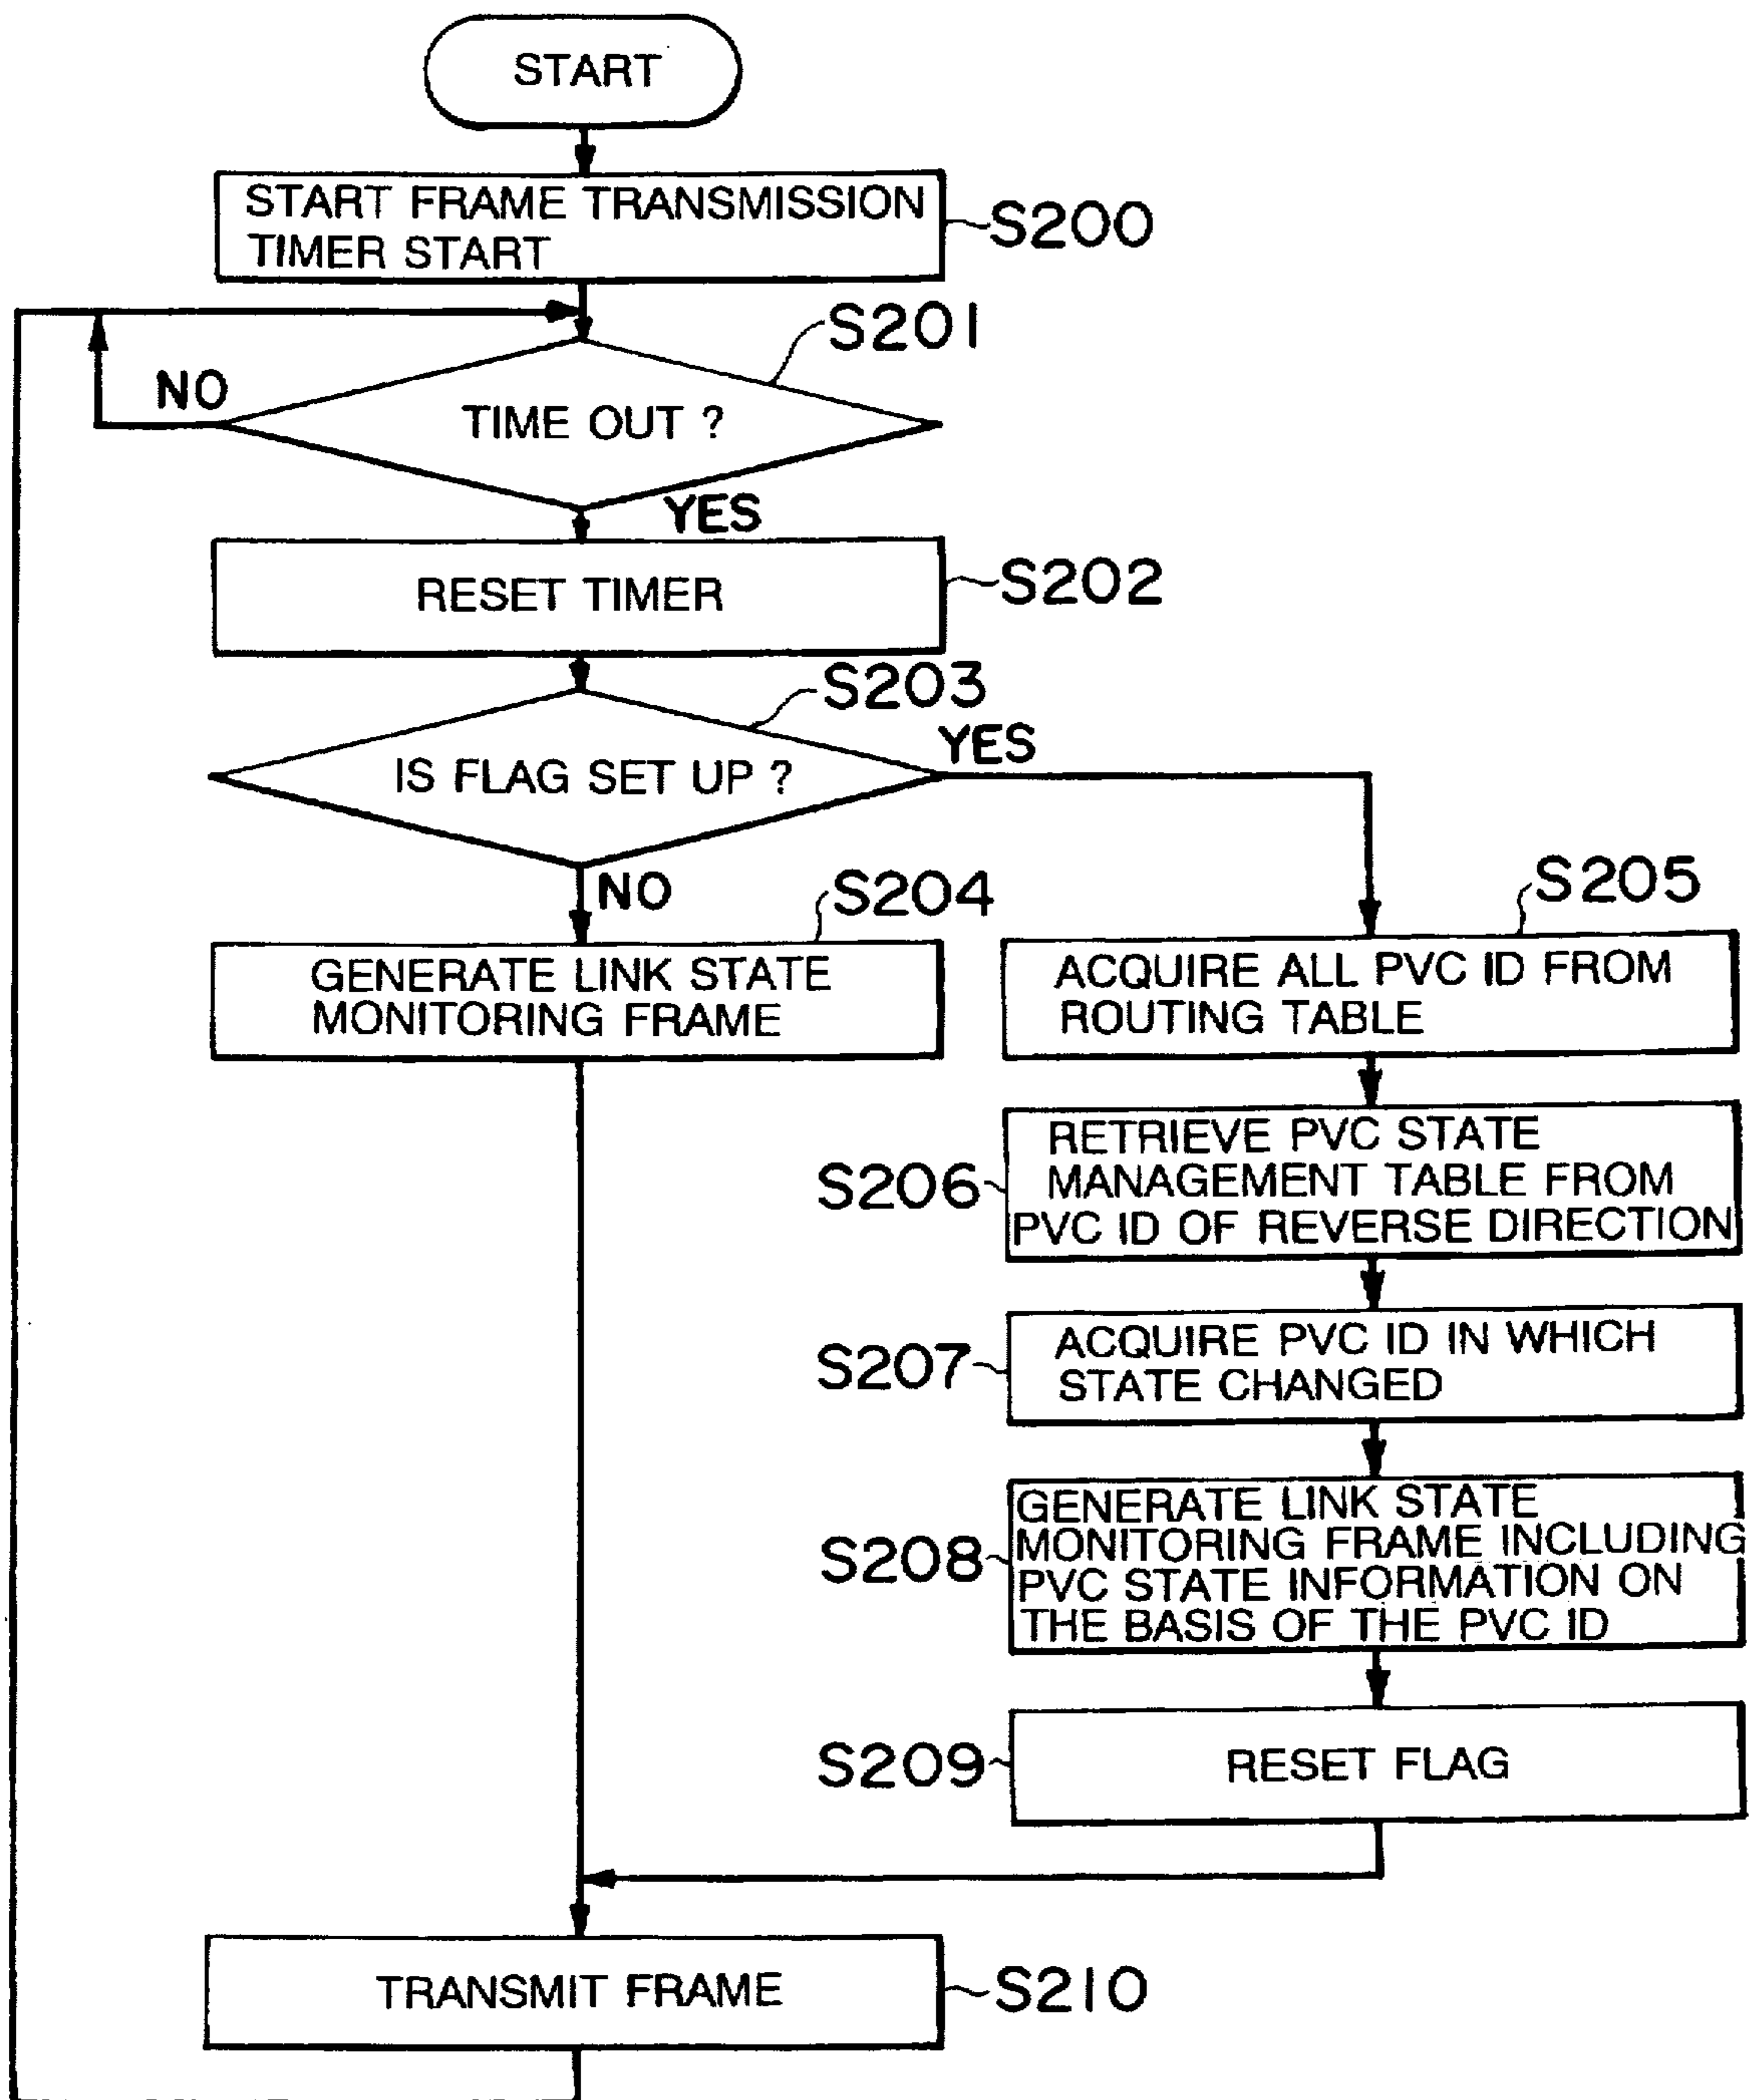 START
START FRAME TRANSMISSION
TIMER START
S200
S201
NO
TIME OUT ?
YES
RESET TIMER
S202
S203
YES
IS FLAG SET UP ?
NO
S204
S205
GENERATE LINK STATE
MONITORING FRAME
ACQUIRE ALL PVC ID FROM
ROUTING TABLE
S206
RETRIEVE PVC STATE
MANAGEMENT TABLE FROM
PVC ID OF REVERSE DIRECTION
S207
ACQUIRE PVC ID IN WHICH
STATE CHANGED
S208
GENERATE LINK STATE
MONITORING FRAME INCLUDING
PVC STATE INFORMATION ON
THE BASIS OF THE PVC ID
S209
RESET FLAG
TRANSMIT FRAME
S210